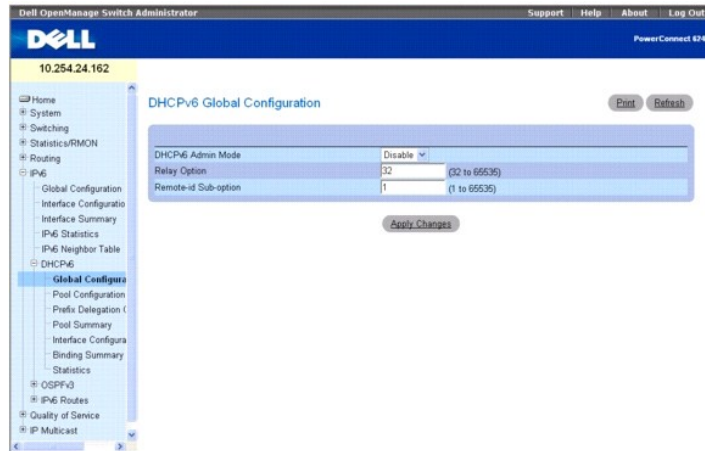 Dell OpenManage Switch Administrator Support Help About Log Out
DELL
PowerConnect 624
10.254.24.162
Home
System
Switching
Statistics/RMON
Routing
IPv6
Global Configuration
Interface Configuratio
Interface Summary
IPv6 Statistics
IPv6 Neighbor Table
DHCPv6
Global Configura
Pool Configuration
Prefix Delegation (
Pool Summary
Interface Configura
Binding Summary
Statistics
OSPFv3
IPv6 Routes
Quality of Service
IP Multicast
DHCPv6 Global Configuration
Print Refresh
DHCPv6 Admin Mode Disable
Relay Option 32 (32 to 65535)
Remote-id Sub-option 1 (1 to 65535)
Apply Changes